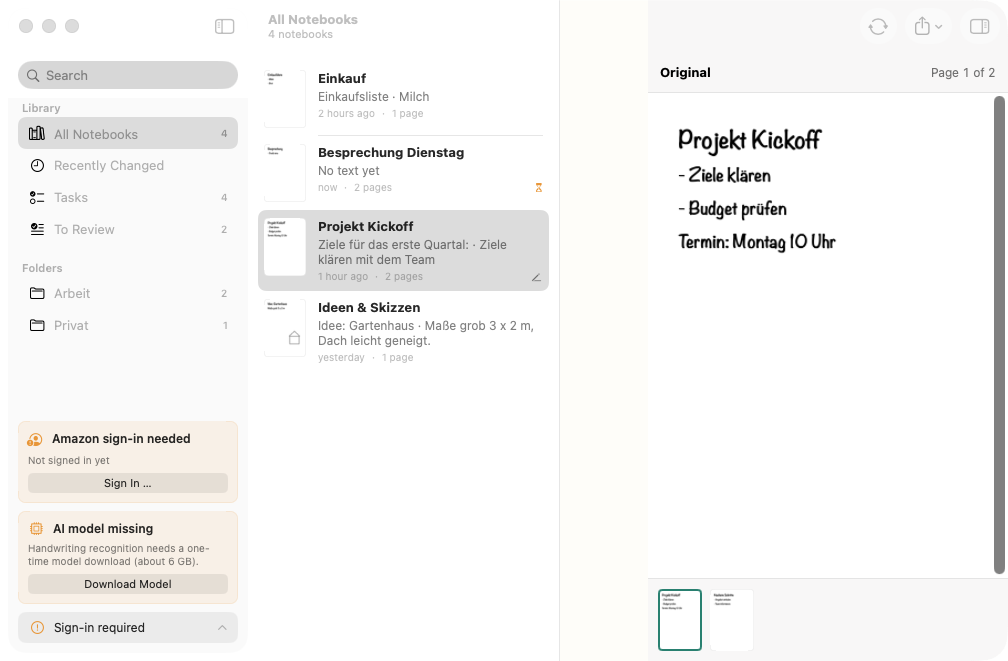 All Notebooks
4 notebooks
Search
Library
All Notebooks 4
Recently Changed
Tasks 4
To Review 2
Folders
Arbeit 2
Privat 1
Amazon sign-in needed
Not signed in yet
Sign In ...
AI model missing
Handwriting recognition needs a one-
time model download (about 6 GB).
Download Model
Sign-in required
Einkauf
Einkaufsliste · Milch
2 hours ago · 1 page
Besprechung Dienstag
No text yet
now · 2 pages
Projekt Kickoff
Ziele für das erste Quartal: · Ziele
klären mit dem Team
1 hour ago · 2 pages
Ideen & Skizzen
Idee: Gartenhaus · Maße grob 3 x 2 m,
Dach leicht geneigt.
yesterday · 1 page
Original
Page 1 of 2
Projekt Kickoff
- Ziele klären
- Budget prüfen
Termin: Montag 10 Uhr